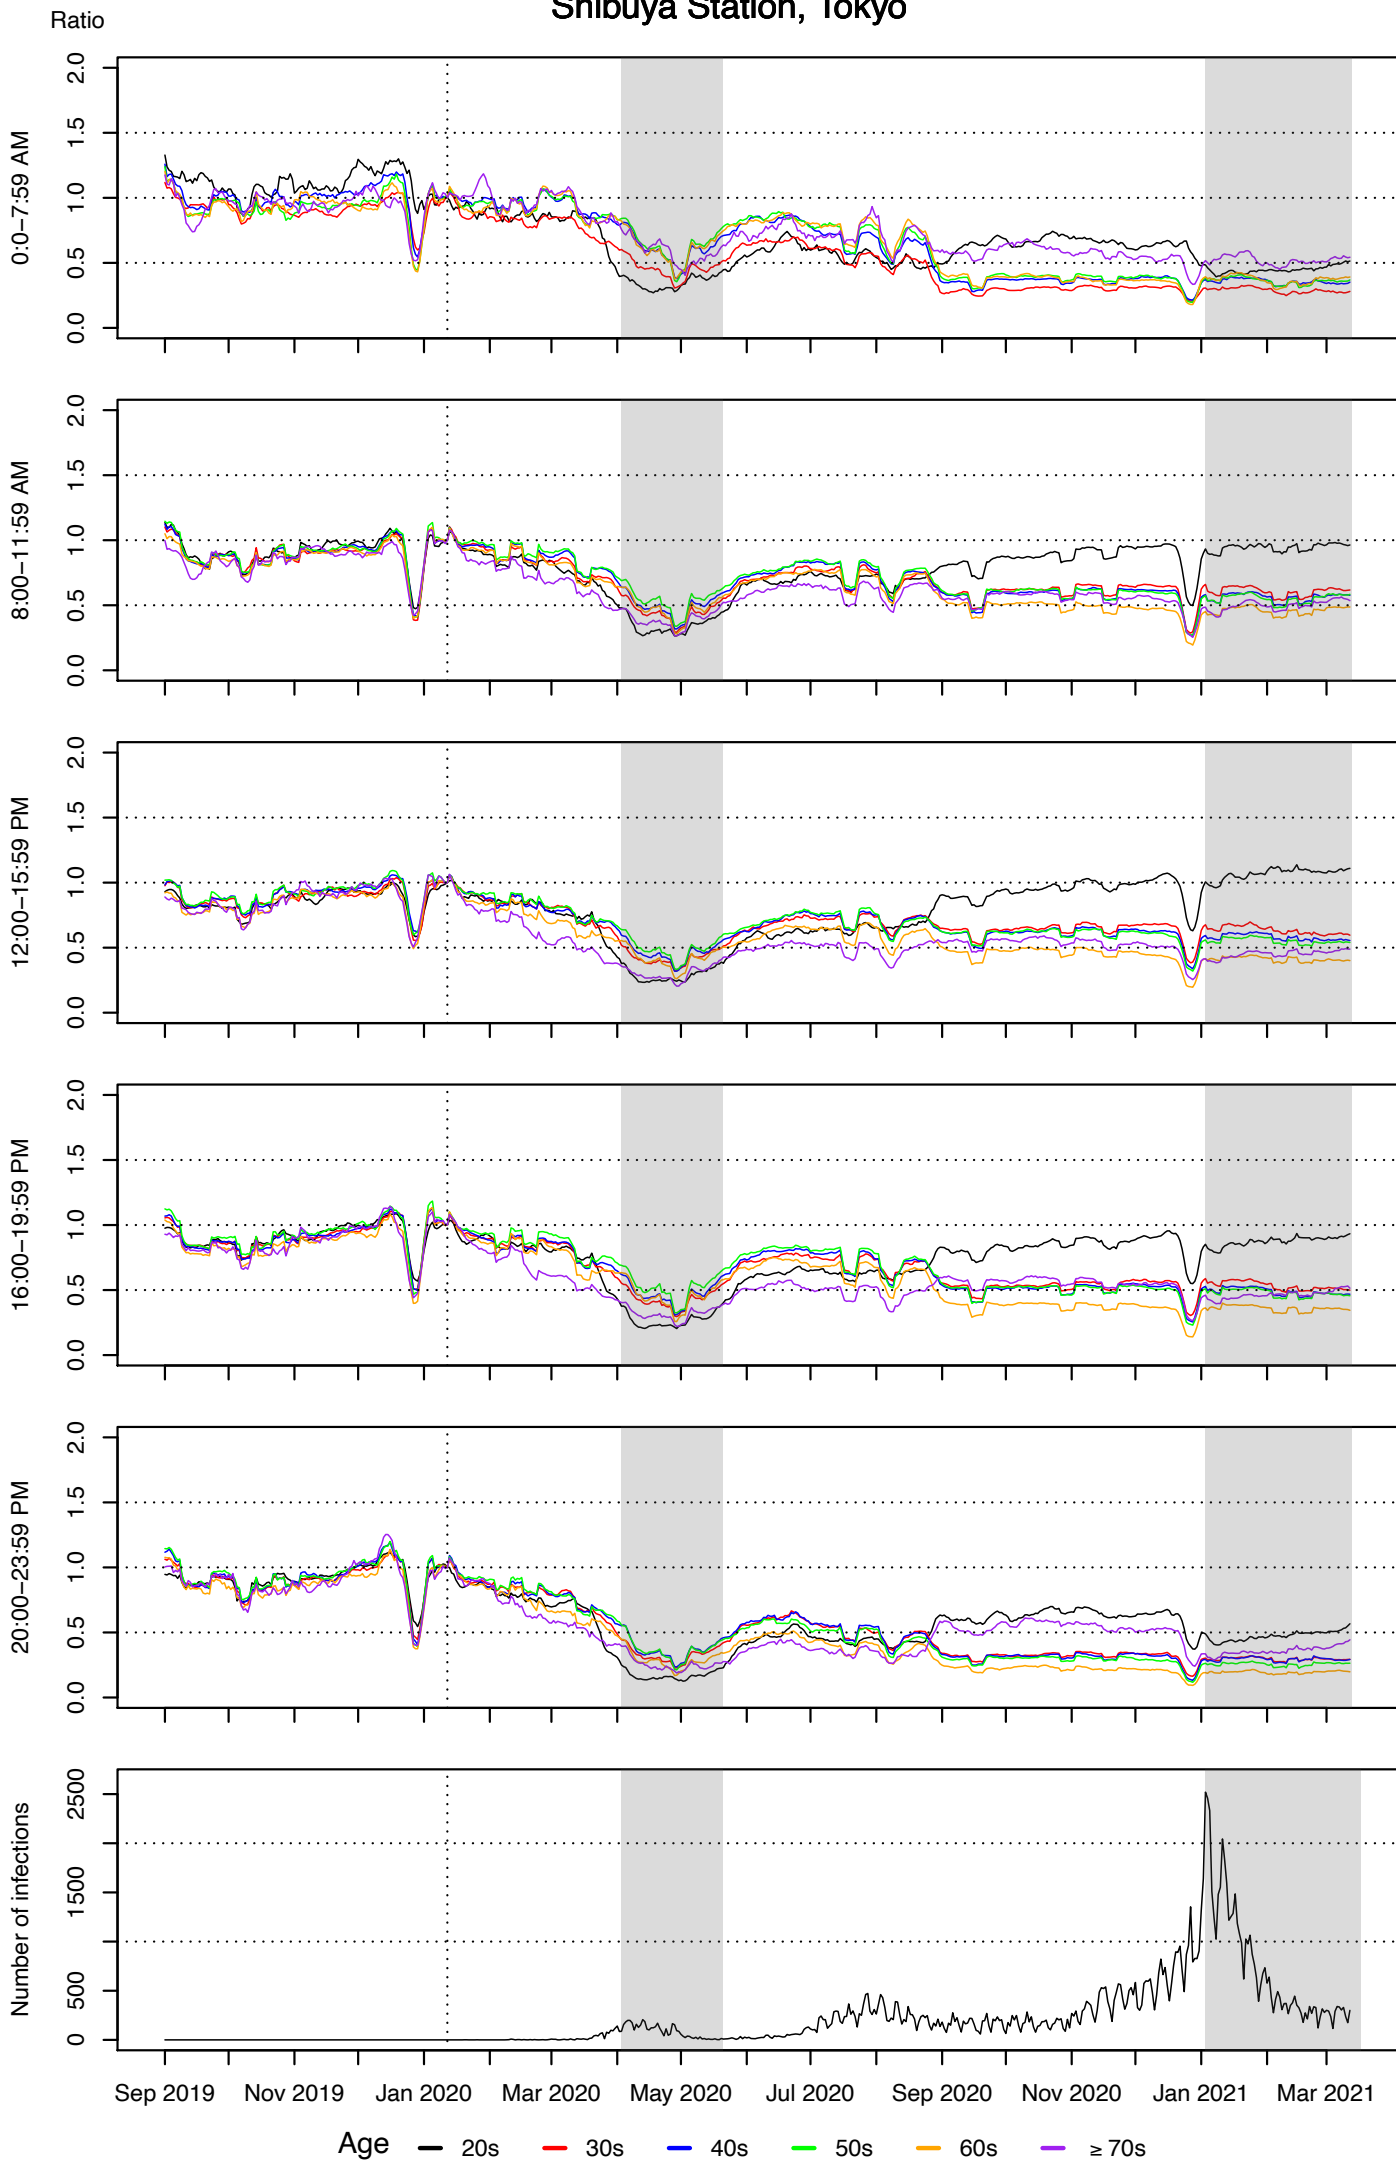 Shibuya Station, Tokyo
Ratio
0:0–7:59 AM
0.0 0.5 1.0 1.5 2.0
8:00–11:59 AM
0.0 0.5 1.0 1.5 2.0
12:00–15:59 PM
0.0 0.5 1.0 1.5 2.0
16:00–19:59 PM
0.0 0.5 1.0 1.5 2.0
20:00–23:59 PM
0.0 0.5 1.0 1.5 2.0
Number of infections
0 500 1500 2500
Sep 2019 Nov 2019 Jan 2020 Mar 2020 May 2020 Jul 2020 Sep 2020 Nov 2020 Jan 2021 Mar 2021
Age 20s 30s 40s 50s 60s ≥ 70s